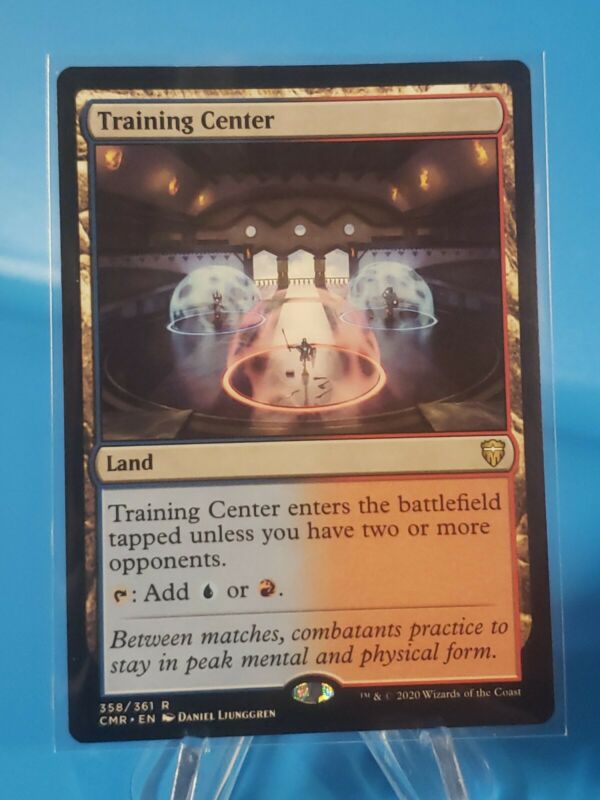 Training Center
Land
Training Center enters the battlefield
tapped unless you have two or more
opponents.
: Add or .
Between matches, combatants practice to
stay in peak mental and physical form.
358/361 R
CMR • EN Daniel Ljunggren
™ & © 2020 Wizards of the Coast